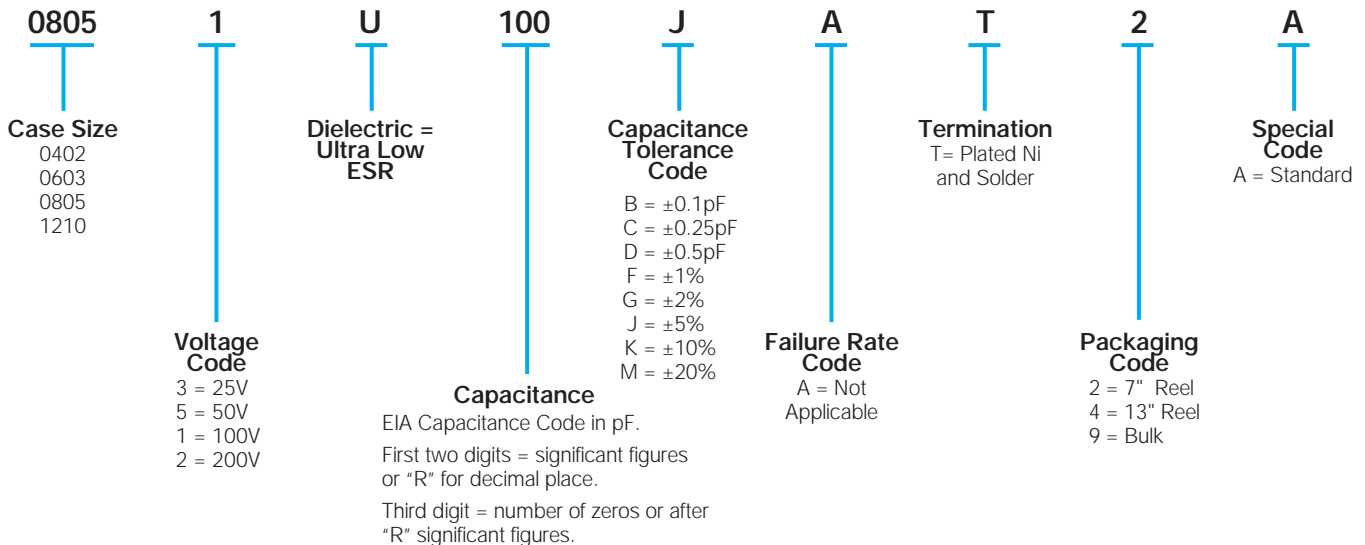 0805 1 U 100 J A T 2 A
Case Size
0402
0603
0805
1210
Voltage
Code
3 = 25V
5 = 50V
1 = 100V
2 = 200V
Dielectric =
Ultra Low
ESR
Capacitance
EIA Capacitance Code in pF.
First two digits = significant figures
or “R” for decimal place.
Third digit = number of zeros or after
“R” significant figures.
Capacitance
Tolerance
Code
B = ±0.1pF
C = ±0.25pF
D = ±0.5pF
F = ±1%
G = ±2%
J = ±5%
K = ±10%
M = ±20%
Failure Rate
Code
A = Not
Applicable
Termination
T= Plated Ni
and Solder
Packaging
Code
2 = 7" Reel
4 = 13" Reel
9 = Bulk
Special
Code
A = Standard